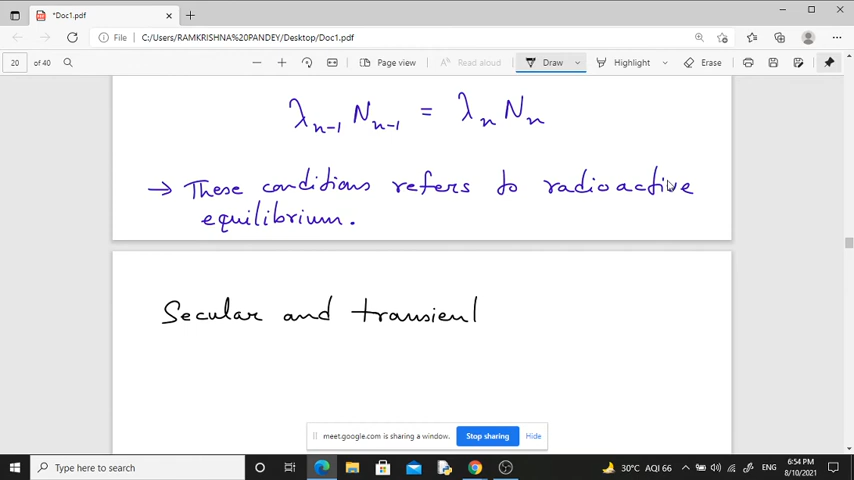 *Doc1.pdf
File C:/Users/RAMKRISHNA%20PANDEY/Desktop/Doc1.pdf
20 of 40 Page view Read aloud Draw Highlight Erase
λn-1 Nn-1 = λn Nn
→ These conditions refers to radioactive
equilibrium.
Secular and transienl
meet.google.com is sharing a window. Stop sharing Hide
Type here to search 30°C AQI 66 ENG 6:54 PM
8/10/2021